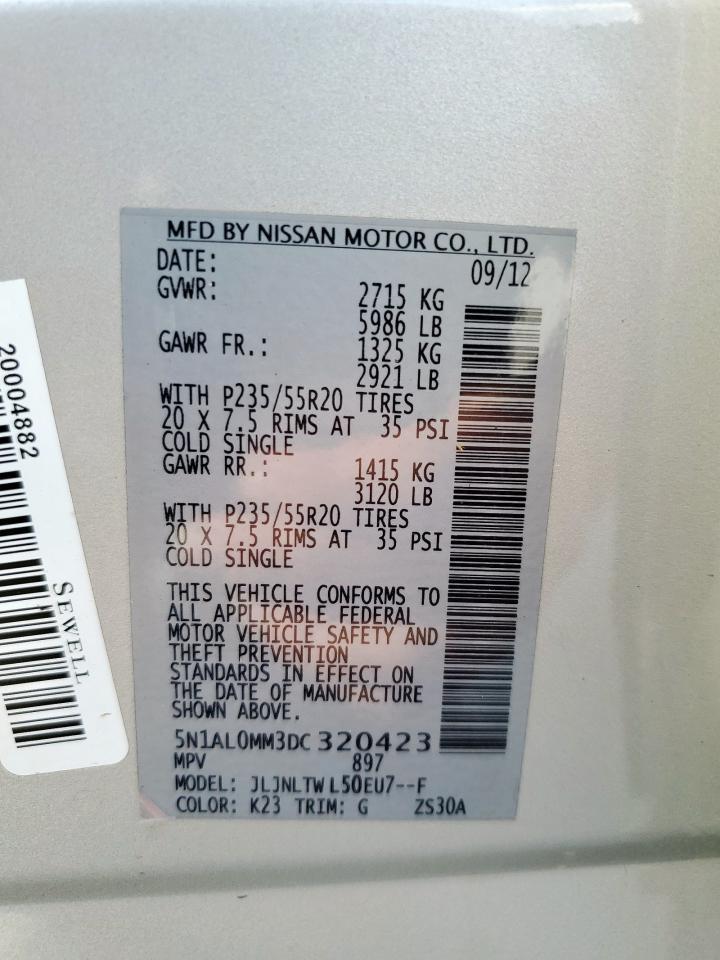 MFD BY NISSAN MOTOR CO., LTD.
DATE: 09/12
GVWR: 2715 KG
5986 LB
GAWR FR.: 1325 KG
2921 LB
WITH P235/55R20 TIRES
20 X 7.5 RIMS AT 35 PSI
COLD SINGLE
GAWR RR.: 1415 KG
3120 LB
WITH P235/55R20 TIRES
20 X 7.5 RIMS AT 35 PSI
COLD SINGLE
THIS VEHICLE CONFORMS TO
ALL APPLICABLE FEDERAL
MOTOR VEHICLE SAFETY AND
THEFT PREVENTION
STANDARDS IN EFFECT ON
THE DATE OF MANUFACTURE
SHOWN ABOVE.
5N1AL0MM3DC 320423
MPV 897
MODEL: JLJNLTW L50EU7--F
COLOR: K23 TRIM: G ZS30A
20004882
SEWELL